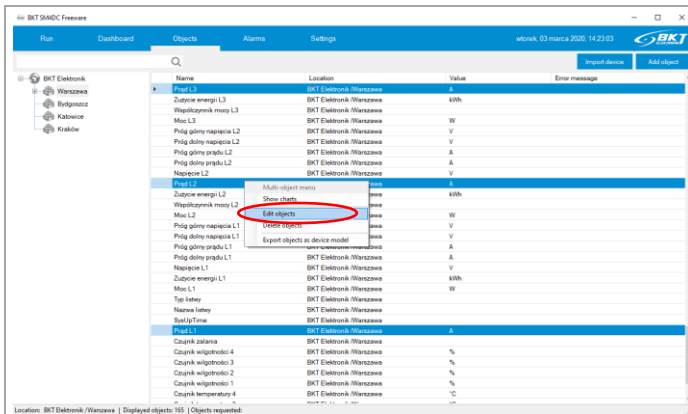 BKT SM4DC Freeware
Run Dashboard Objects Alarms Settings wtorek, 03 marca 2020, 14:23:03 BKT
Import device Add object
BKT Elektronik
Warszawa
Bydgoszcz
Katowice
Kraków
Name Location Value Error message
Prąd L3 BKT Elektronik /Warszawa A
Zużycie energii L3 BKT Elektronik /Warszawa kWh
Współczynnik mocy L3 BKT Elektronik /Warszawa
Moc L3 BKT Elektronik /Warszawa W
Próg górny napięcia L2 BKT Elektronik /Warszawa V
Próg dolny napięcia L2 BKT Elektronik /Warszawa V
Próg górny prądu L2 BKT Elektronik /Warszawa A
Próg dolny prądu L2 BKT Elektronik /Warszawa A
Napięcie L2 BKT Elektronik /Warszawa V
Prąd L2 A
Zużycie energii L2 kWh
Współczynnik mocy L2
Moc L2 W
Próg górny napięcia L1 V
Próg dolny napięcia L1 V
Próg górny prądu L1 A
Próg dolny prądu L1 BKT Elektronik /Warszawa A
Napięcie L1 BKT Elektronik /Warszawa V
Zużycie energii L1 BKT Elektronik /Warszawa kWh
Moc L1 BKT Elektronik /Warszawa W
Typ listwy BKT Elektronik /Warszawa
Nazwa listwy BKT Elektronik /Warszawa
SysUpTime BKT Elektronik /Warszawa
Prąd L1 BKT Elektronik /Warszawa A
Czujnik zalania BKT Elektronik /Warszawa
Czujnik wilgotności 4 BKT Elektronik /Warszawa %
Czujnik wilgotności 3 BKT Elektronik /Warszawa %
Czujnik wilgotności 2 BKT Elektronik /Warszawa %
Czujnik wilgotności 1 BKT Elektronik /Warszawa %
Czujnik temperatury 4 BKT Elektronik /Warszawa °C
Multi-object menu
Show charts
Edit objects
Delete objects
Export objects as device model
Location: BKT Elektronik /Warszawa | Displayed objects: 165 | Objects requested: